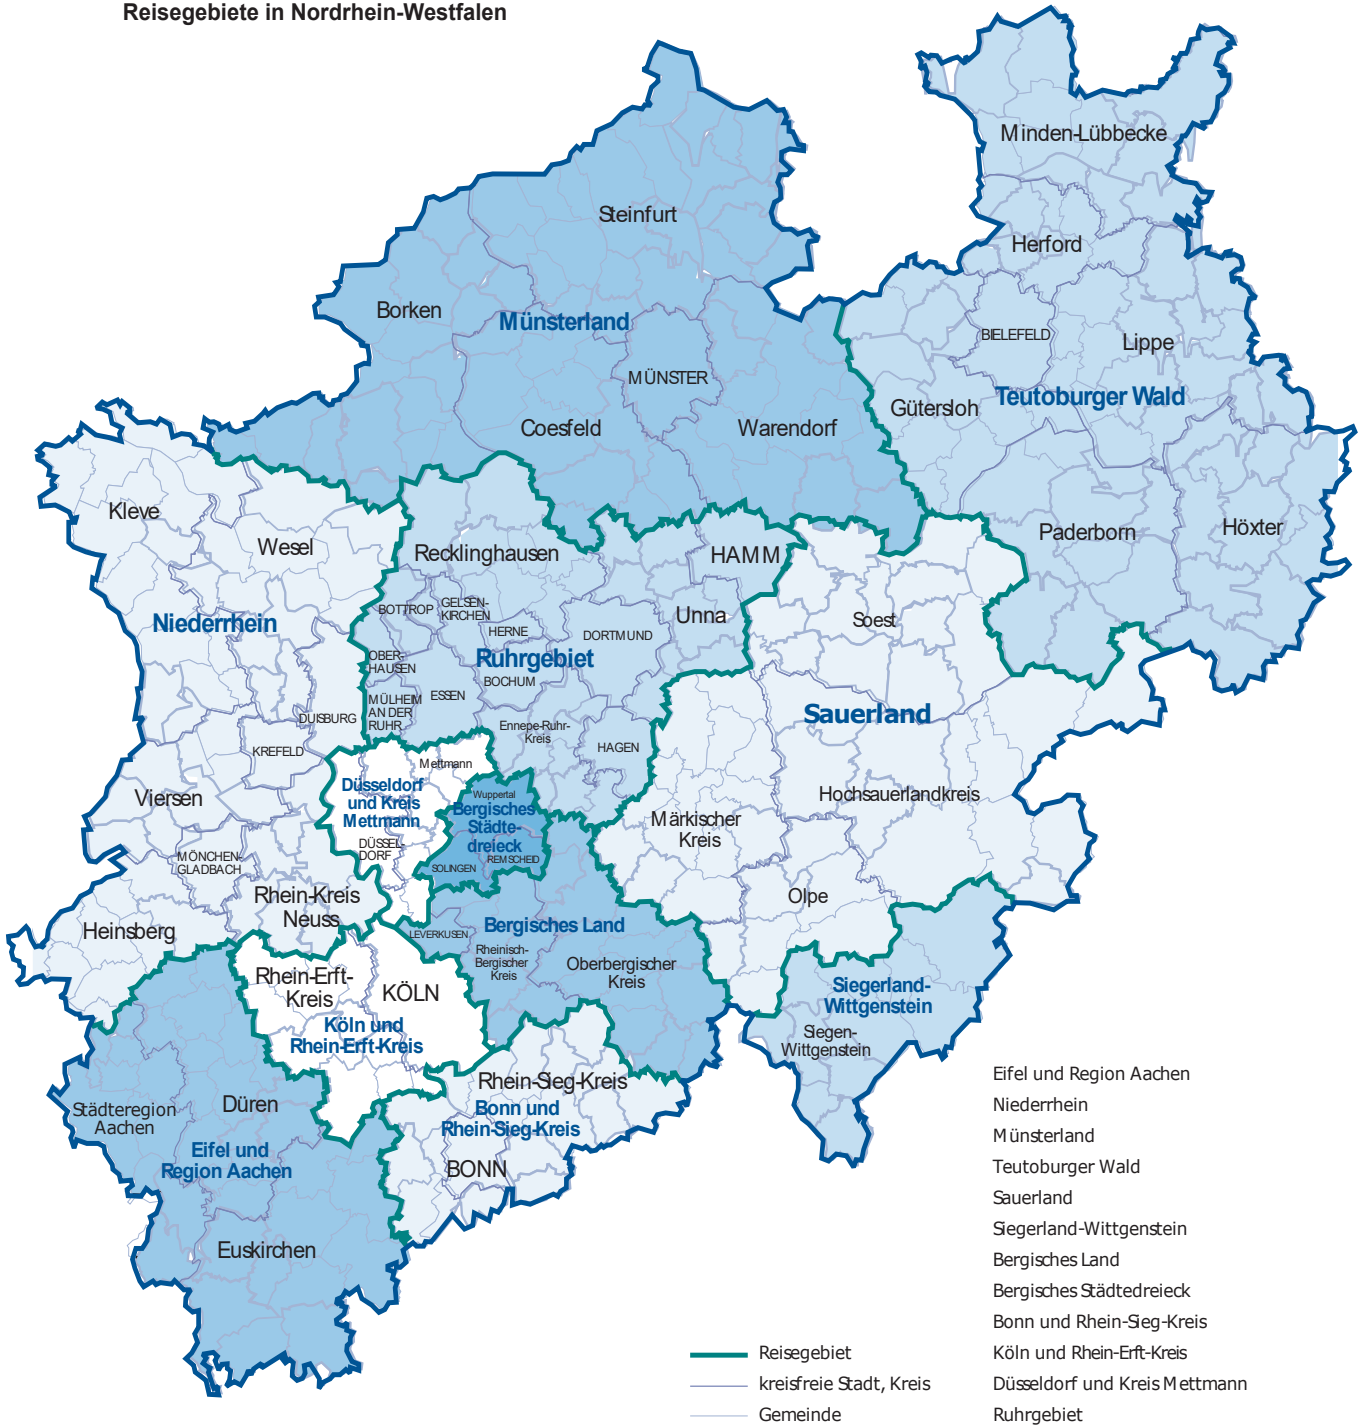 Reisegebiete in Nordrhein-Westfalen
Minden-Lübbecke
Steinfurt
Herford
Borken
Münsterland
BIELEFELD
Lippe
MÜNSTER
Teutoburger Wald
Gütersloh
Coesfeld
Warendorf
Kleve
Wesel
Recklinghausen
HAMM
Paderborn
Höxter
Niederrhein
BOTTROP
GELSEN-
KIRCHEN
HERNE
DORTMUND
Unna
Soest
OBER-
HAUSEN
Ruhrgebiet
BOCHUM
MÜLHEIM
AN DER
RUHR
ESSEN
DUISBURG
Sauerland
Ennepe-Ruhr-
Kreis
HAGEN
KREFELD
Mettmann
Düsseldorf
und Kreis
Mettmann
Viersen
Wuppertal
Bergisches
Städte-
dreieck
Hochsauerlandkreis
Märkischer
Kreis
DÜSSEL-
DORF
MÖNCHEN-
GLADBACH
REMSCHEID
SOLINGEN
Rhein-Kreis
Neuss
Olpe
Heinsberg
LEVERKUSEN
Bergisches Land
Rheinisch-
Bergischer
Kreis
Oberbergischer
Kreis
Rhein-Erft-
Kreis
KÖLN
Siegerland-
Wittgenstein
Köln und
Rhein-Erft-Kreis
Siegen-
Wittgenstein
Rhein-Sieg-Kreis
Städteregion
Aachen
Düren
Bonn und
Rhein-Sieg-Kreis
Eifel und
Region Aachen
BONN
Euskirchen
Eifel und Region Aachen
Niederrhein
Münsterland
Teutoburger Wald
Sauerland
Siegerland-Wittgenstein
Bergisches Land
Bergisches Städtedreieck
Bonn und Rhein-Sieg-Kreis
Köln und Rhein-Erft-Kreis
Düsseldorf und Kreis Mettmann
Ruhrgebiet
Reisegebiet
kreisfreie Stadt, Kreis
Gemeinde